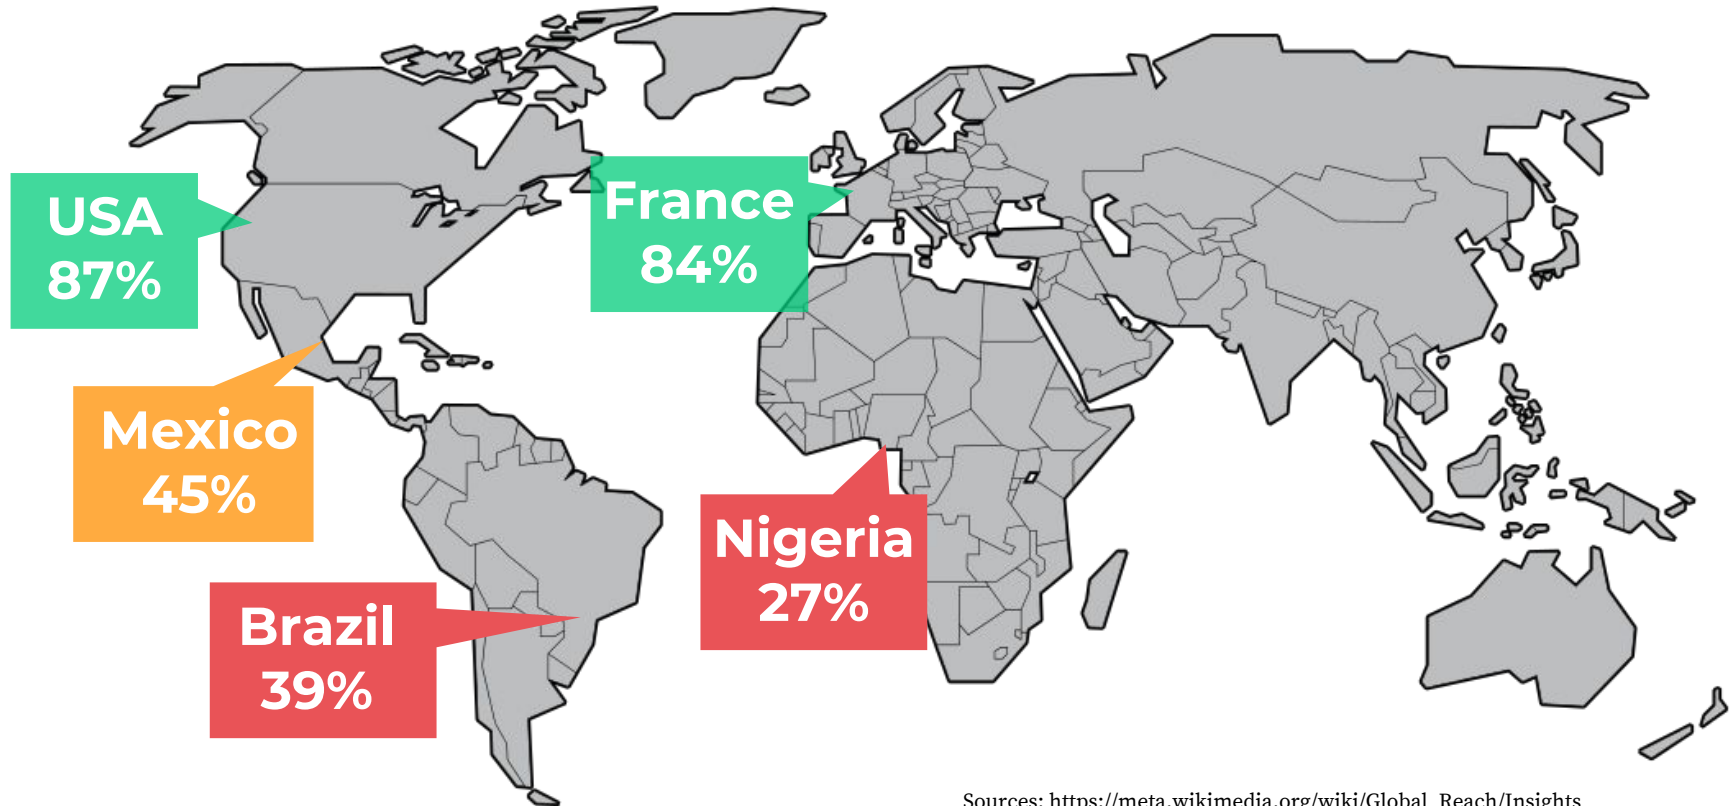 USA
87%
France
84%
Mexico
45%
Nigeria
27%
Brazil
39%
Sources: https://meta.wikimedia.org/wiki/Global_Reach/Insights